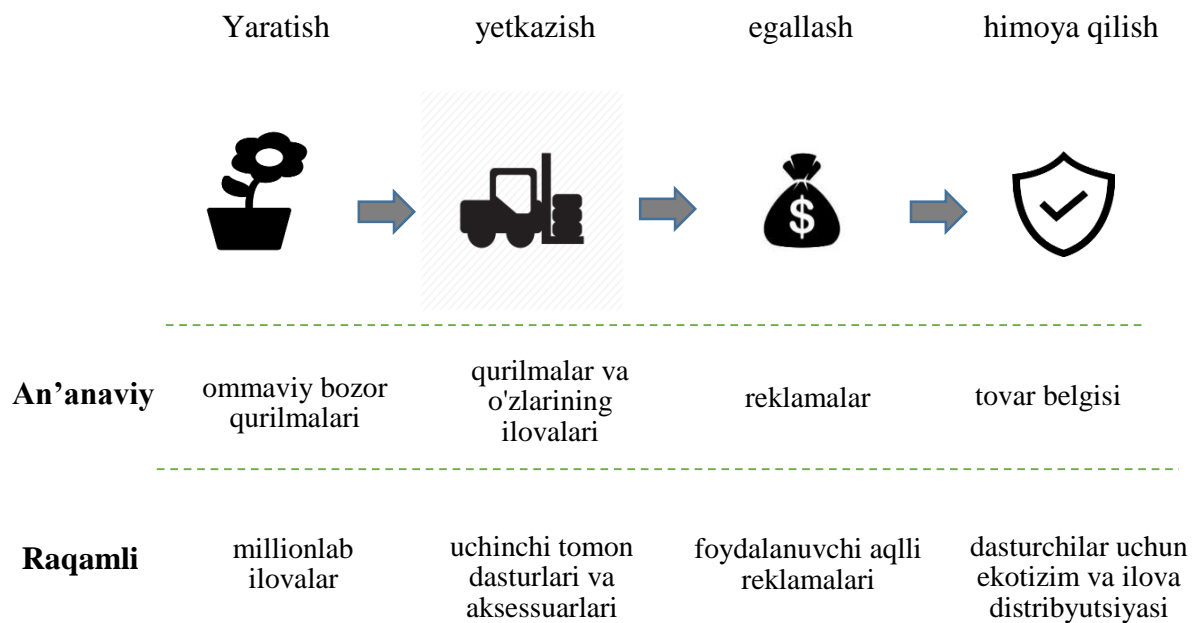 Yaratish yetkazish egallash himoya qilish
$
An’anaviy
ommaviy bozor
qurilmalari
qurilmalar va
o'zlarining
ilovalari
reklamalar
tovar belgisi
Raqamli
millionlab
ilovalar
uchinchi tomon
dasturlari va
aksessuarlari
foydalanuvchi aqlli
reklamalari
dasturchilar uchun
ekotizim va ilova
distribyutsiyasi